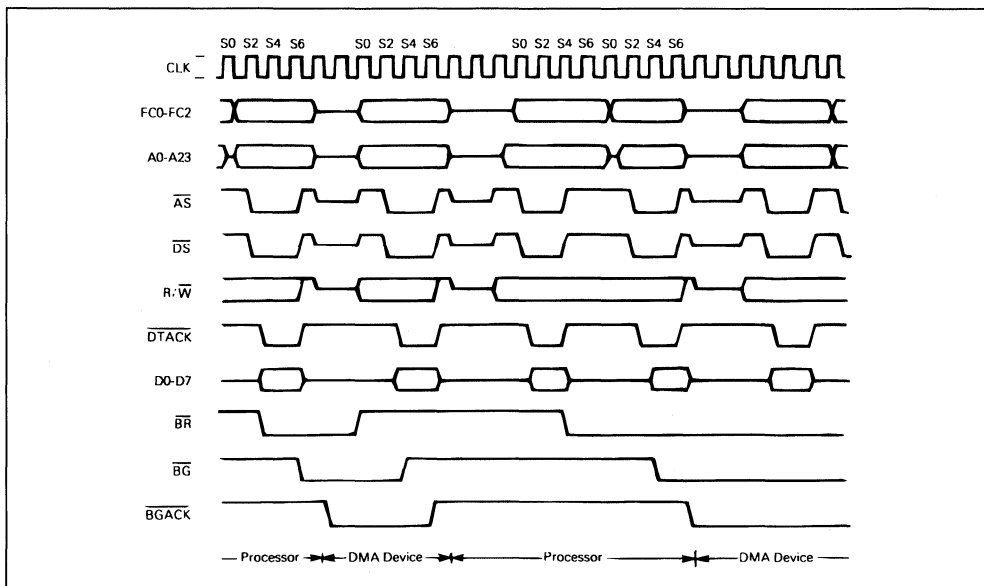 S0 S2 S4 S6 S0 S2 S4 S6 S0 S2 S4 S6 S0 S2 S4 S6
CLK
FC0-FC2
A0-A23
AS
DS
R/W
DTACK
D0-D7
BR
BG
BGACK
Processor DMA Device Processor DMA Device